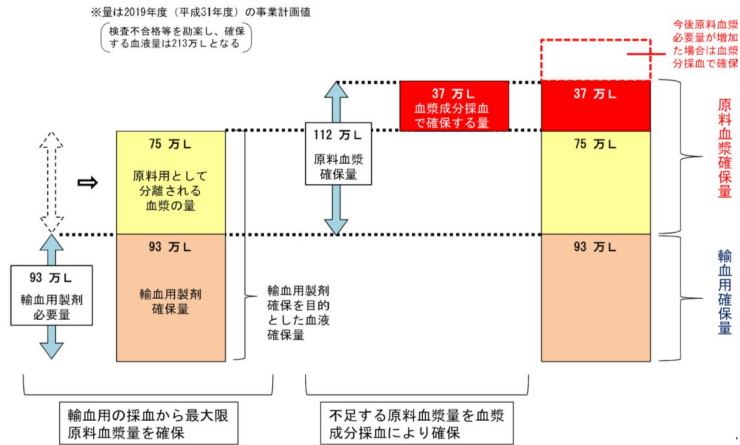 ※量は2019年度（平成31年度）の事業計画値
検査不合格等を勘案し、確保
する血液量は213万Lとなる
今後原料血漿
必要量が増加
た場合は血漿
分採血で確保
37 万L
血漿成分採血
で確保する量
37 万L
112 万L
原料血漿
確保量
75 万L
原料用として
分離される
血漿の量
75 万L
原料血漿確保量
93 万L
輸血用製剤
必要量
93 万L
輸血用製剤
確保量
輸血用製剤
確保を目的
とした血液
確保量
93 万L
輸血用確保量
輸血用の採血から最大限
原料血漿量を確保
不足する原料血漿量を血漿
成分採血により確保